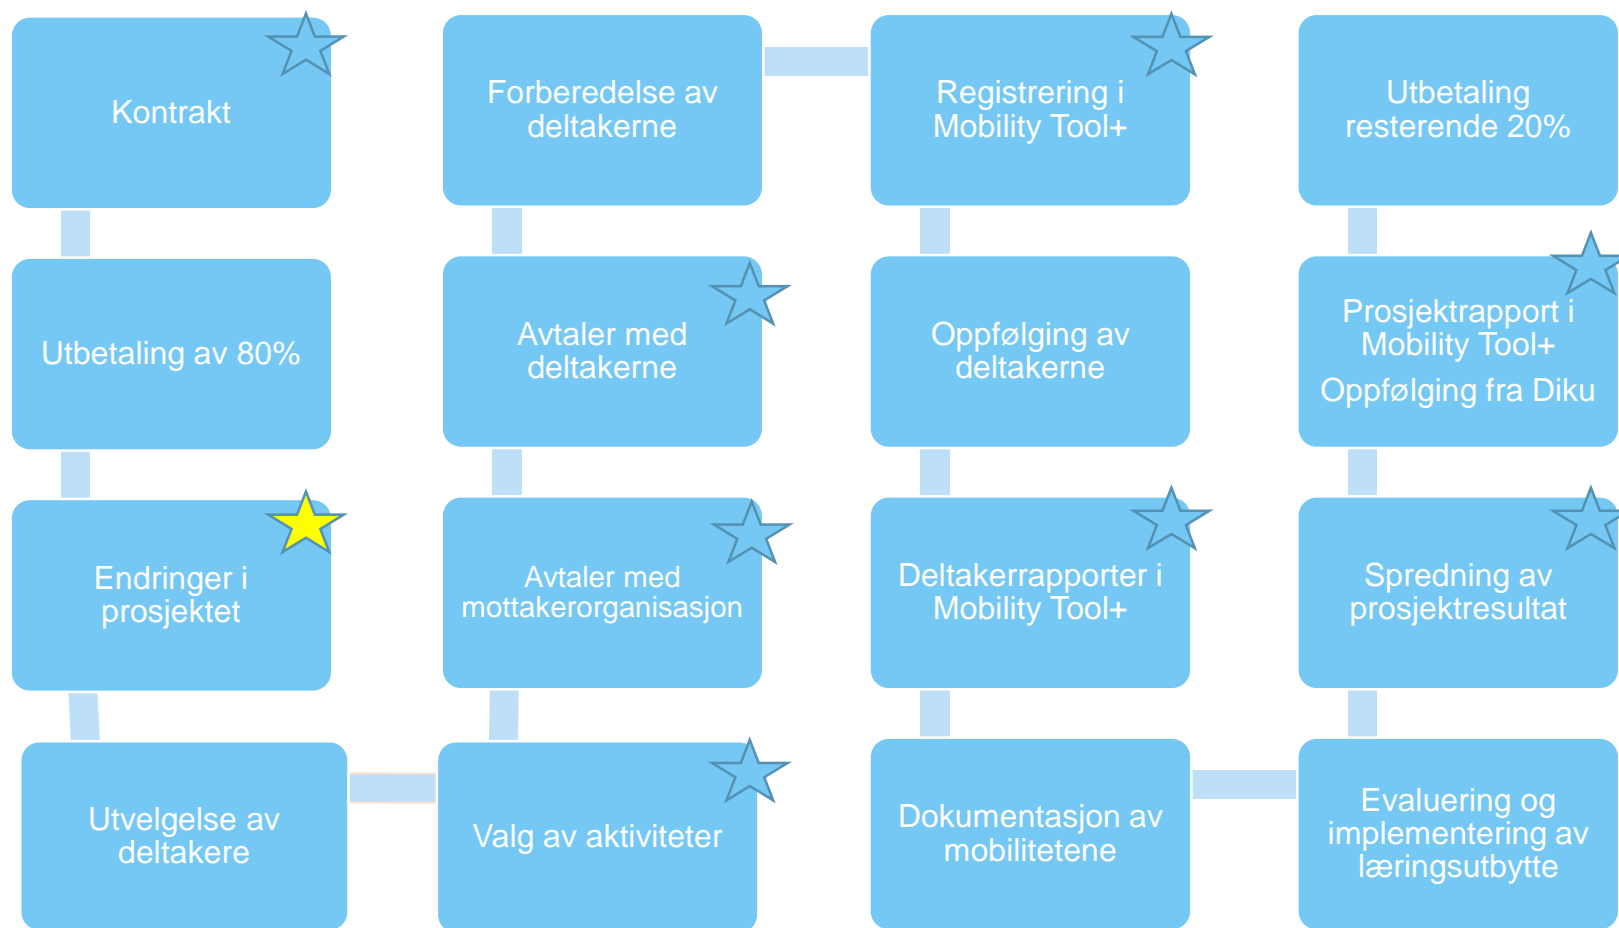 Kontrakt
Utbetaling av 80%
Endringer i
prosjektet
Utvelgelse av
deltakere
Valg av aktiviteter
Avtaler med
mottakerorganisasjon
Avtaler med
deltakerne
Forberedelse av
deltakerne
Registrering i
Mobility Tool+
Oppfølging av
deltakerne
Deltakerrapporter i
Mobility Tool+
Dokumentasjon av
mobilitetene
Evaluering og
implementering av
læringsutbytte
Spredning av
prosjektresultat
Prosjektrapport i
Mobility Tool+
Oppfølging fra Diku
Utbetaling
resterende 20%